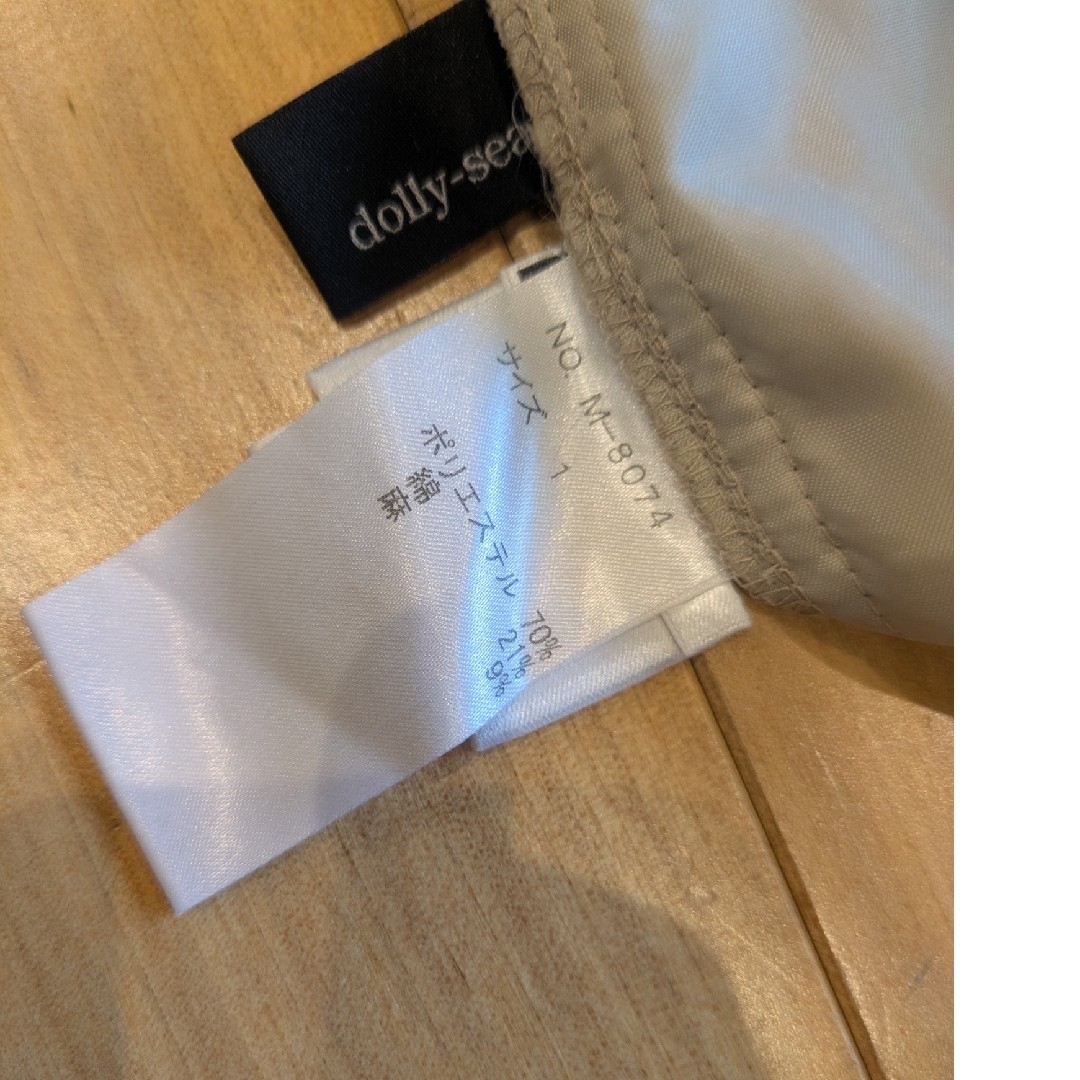 dolly-sea
NO. M-8074
サイズ 1
ポリエステル 70%
綿 21%
麻 9%